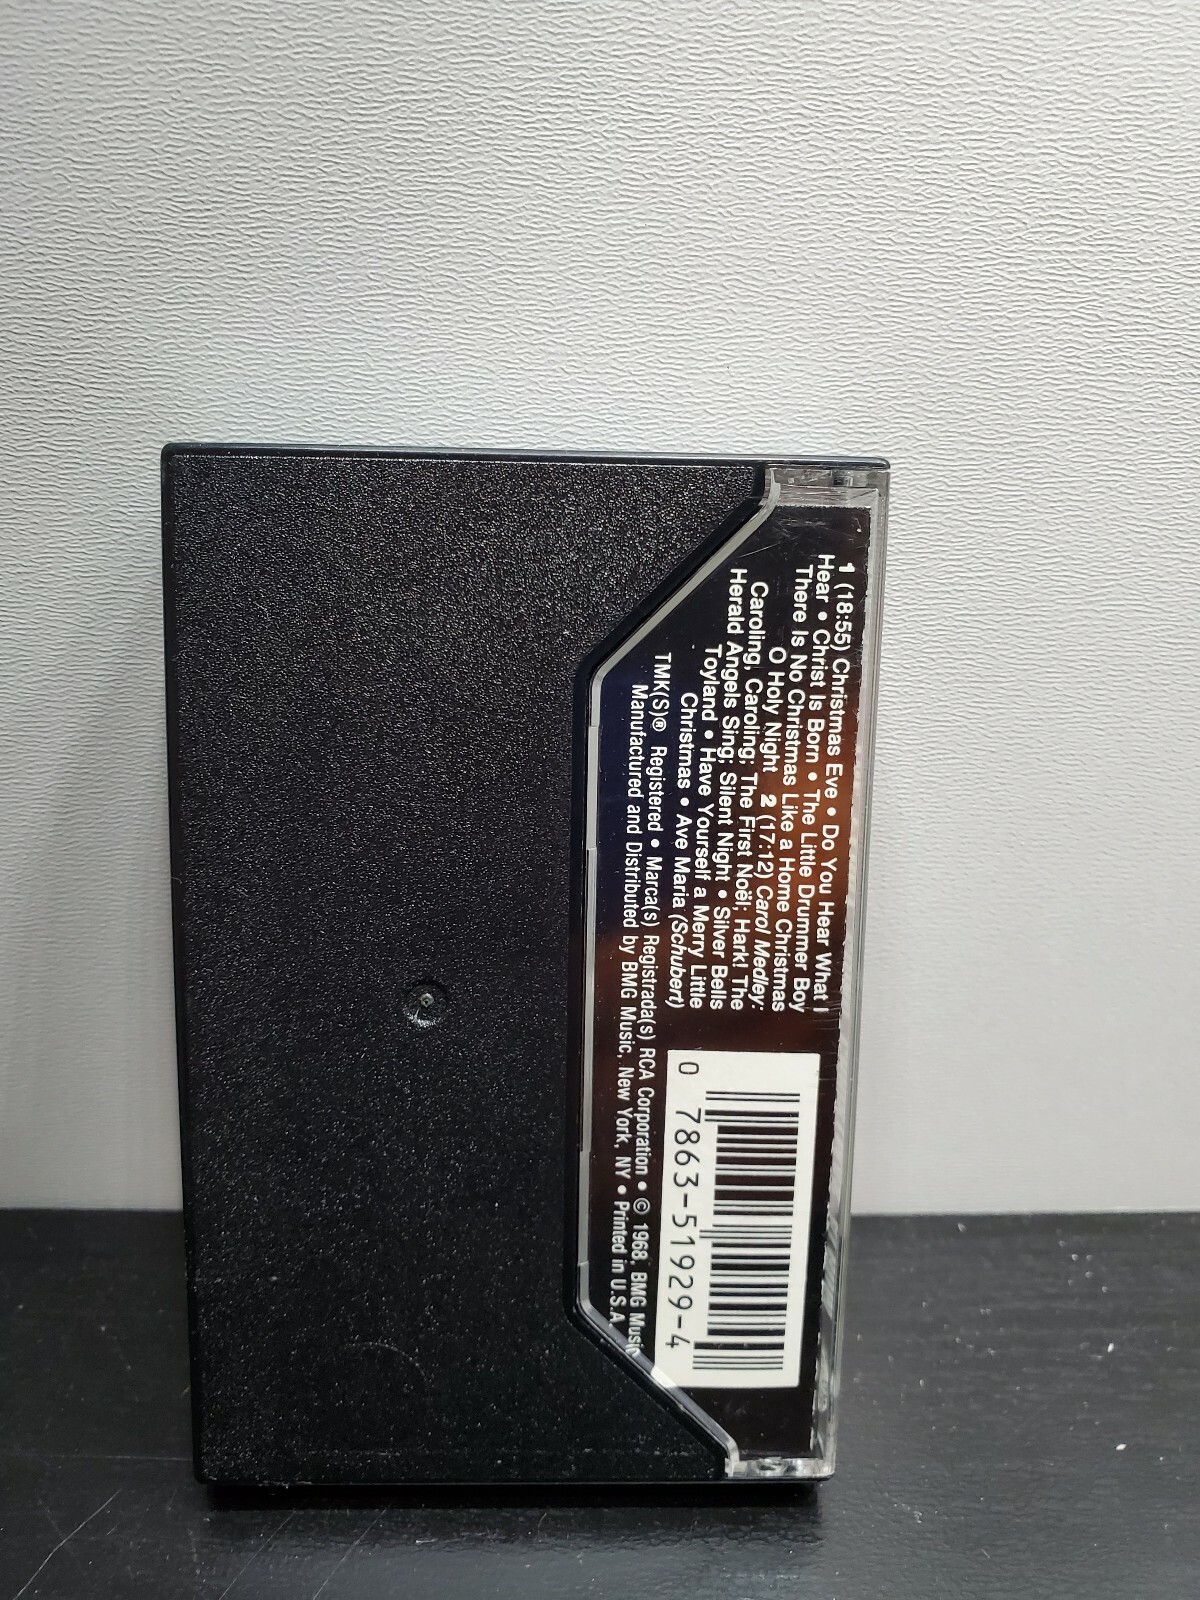 1 (18:55) Christmas Eve • Do You Hear What I
Hear • Christ Is Born • The Little Drummer Boy
There Is No Christmas Like a Home Christmas
O Holy Night 2 (17:12) Carol Medley:
Caroling, Caroling; The First Noël; Hark! The
Herald Angels Sing; Silent Night • Silver Bells
Toyland • Have Yourself a Merry Little
Christmas • Ave Maria (Schubert)
TMK(S)® Registered • Marca(s) Registrada(s) RCA Corporation • © 1968, BMG Music
Manufactured and Distributed by BMG Music, New York, NY • Printed in U.S.A.
0 7863-51929-4